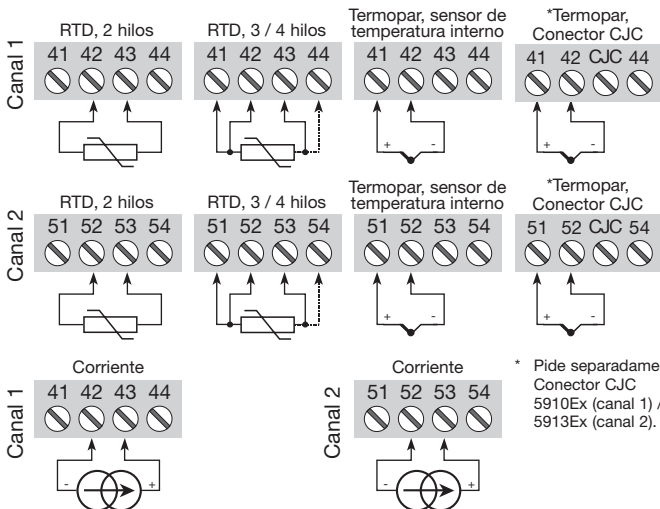 RTD, 2 hilos
41 42 43 44
Canal 1
RTD, 3 / 4 hilos
41 42 43 44
Termopar, sensor de
temperatura interno
41 42 43 44
+ -
*Termopar,
Conector CJC
41 42 CJC 44
+ -
RTD, 2 hilos
51 52 53 54
Canal 2
RTD, 3 / 4 hilos
51 52 53 54
Termopar, sensor de
temperatura interno
51 52 53 54
+ -
*Termopar,
Conector CJC
51 52 CJC 54
+ -
Corriente
41 42 43 44
Canal 1
- +
Corriente
51 52 53 54
Canal 2
- +
* Pide separadame
Conector CJC
5910Ex (canal 1) /
5913Ex (canal 2).